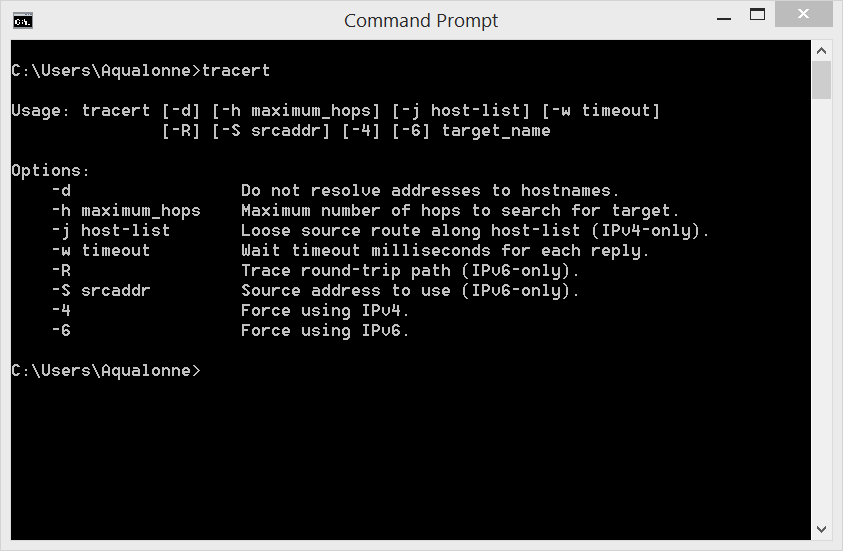 Command Prompt
C:\Users\Aqualonne>tracert
Usage: tracert [-d] [-h maximum_hops] [-j host-list] [-w timeout]
               [-R] [-S srcaddr] [-4] [-6] target_name
Options:
    -d                 Do not resolve addresses to hostnames.
    -h maximum_hops    Maximum number of hops to search for target.
    -j host-list       Loose source route along host-list (IPv4-only).
    -w timeout         Wait timeout milliseconds for each reply.
    -R                 Trace round-trip path (IPv6-only).
    -S srcaddr         Source address to use (IPv6-only).
    -4                 Force using IPv4.
    -6                 Force using IPv6.
C:\Users\Aqualonne>